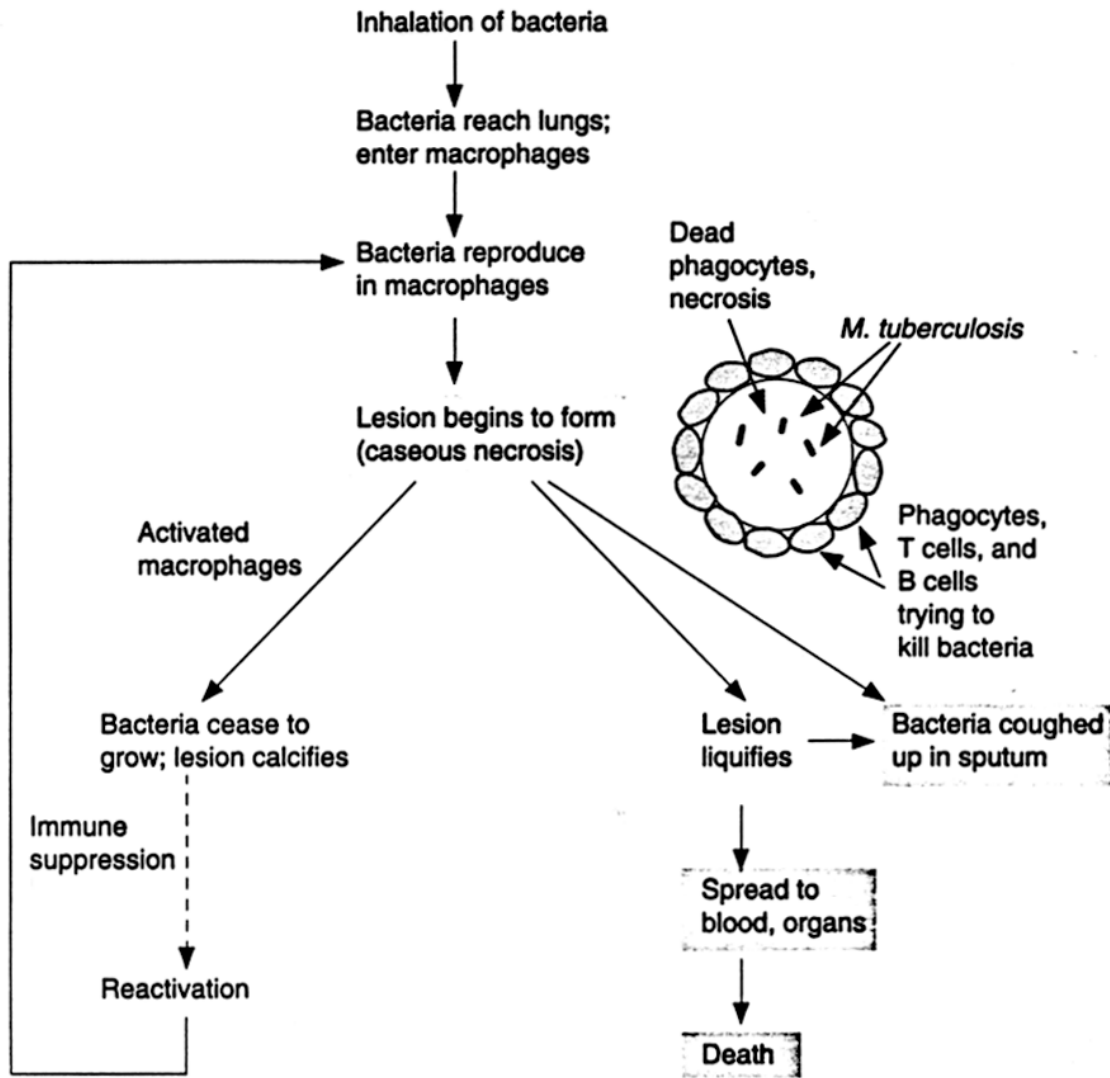 Inhalation of bacteria
Bacteria reach lungs;
enter macrophages
Bacteria reproduce
in macrophages
Dead
phagocytes,
necrosis
M. tuberculosis
Lesion begins to form
(caseous necrosis)
Phagocytes,
T cells, and
B cells
trying to
kill bacteria
Activated
macrophages
Bacteria cease to
grow; lesion calcifies
Lesion
liquifies
Bacteria coughed
up in sputum
Immune
suppression
Spread to
blood, organs
Reactivation
Death